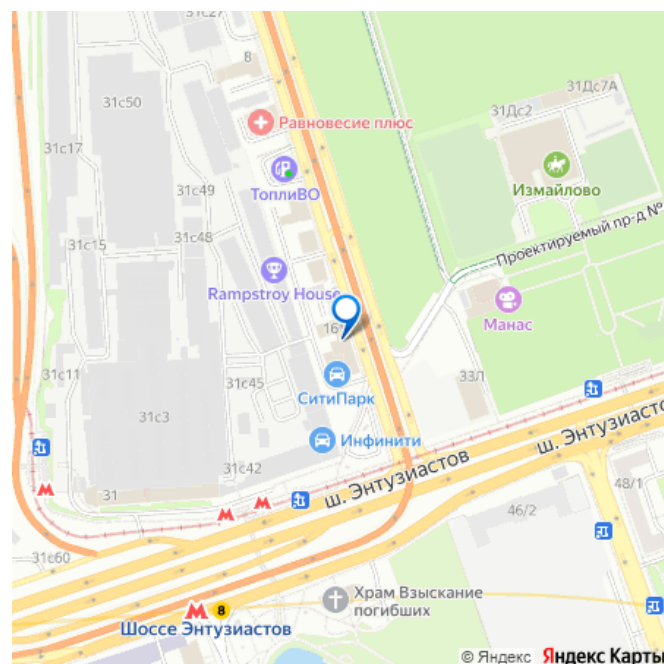 31с27
8
31с50
Равновесие плюс
31Дс7А
31Дс2
31с17
31с49
ТоплиВО
Измайлово
31с48
31с15
Проектируемый пр-д №
Rampstroy House
Манас
16
31с11
31с45
СитиПарк
33Л
31с3
Инфинити
ш. Энтузиастов
31с42
ш. Энтузиастов
31
48/1
46/2
31с60
Храм Взыскание
погибших
8
Шоссе Энтузиастов
© Яндекс Яндекс Карты